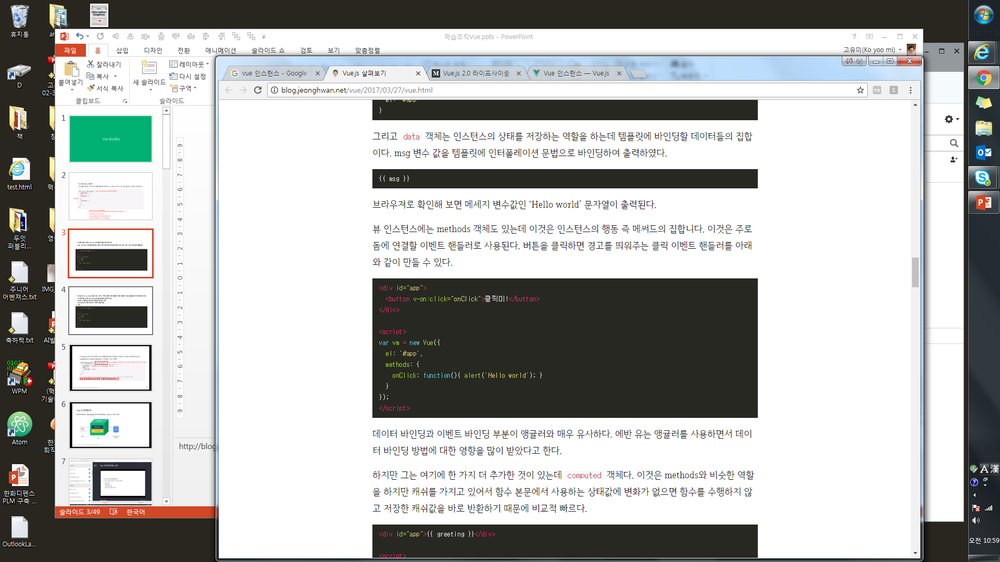 휴지통
D
책
test.html
두잇
퍼블리...
주니어
어벤져스.txt
축하턱.txt
WPM
Atom
한화디펜스
PLM 구축 ...
OutlookLa...
학습조직Vue.pptx - PowerPoint
파일
홈
삽입
디자인
전환
애니메이션
슬라이드 쇼
검토
보기
맞춤정렬
고유미(Ko yoo mi)
붙여넣기
잘라내기
복사
서식 복사
클립보드
새 슬라이드
레이아웃
다시 설정
구역
슬라이드
1
Vue 인스턴스
2
3
4
5
6
7
http://blog
슬라이드 3/49
한국어
vue 인스턴스 - Google
Vue.js 살펴보기
Vue.js 2.0 라이프사이클
Vue 인스턴스 — Vue.js
blog.jeonghwan.net/vue/2017/03/27/vue.html
el: '#app'
}
그리고 data 객체는 인스턴스의 상태를 저장하는 역할을 하는데 템플릿에 바인딩할 데이터들의 집합
이다. msg 변수 값을 템플릿에 인터폴레이션 문법으로 바인딩하여 출력하였다.
{{ msg }}
브라우져로 확인해 보면 메세지 변수값인 ‘Hello world’ 문자열이 출력된다.
뷰 인스턴스에는 methods 객체도 있는데 이것은 인스턴스의 행동 즉 메써드의 집합니다. 이것은 주로
돔에 연결할 이벤트 핸들러로 사용된다. 버튼을 클릭하면 경고를 띄워주는 클릭 이벤트 핸들러를 아래
와 같이 만들 수 있다.
<div id="app">
<button v-on:click="onClick">클릭미!</button>
</div>
<script>
var vm = new Vue({
el: '#app',
methods: {
onClick: function(){ alert('Hello world'); }
}
});
</script>
데이터 바인딩과 이벤트 바인딩 부분이 앵귤러와 매우 유사하다. 에반 유는 앵귤러를 사용하면서 데이
터 바인딩 방법에 대한 영향을 많이 받았다고 한다.
하지만 그는 여기에 한 가지 더 추가한 것이 있는데 computed 객체다. 이것은 methods와 비슷한 역할
을 하지만 캐쉬를 가지고 있어서 함수 본문에서 사용하는 상태값에 변화가 없으면 함수를 수행하지 않
고 저장한 캐쉬값을 바로 반환하기 때문에 비교적 빠르다.
<div id="app">{{ greeting }}</div>
<script>
A 漢
오전 10:59